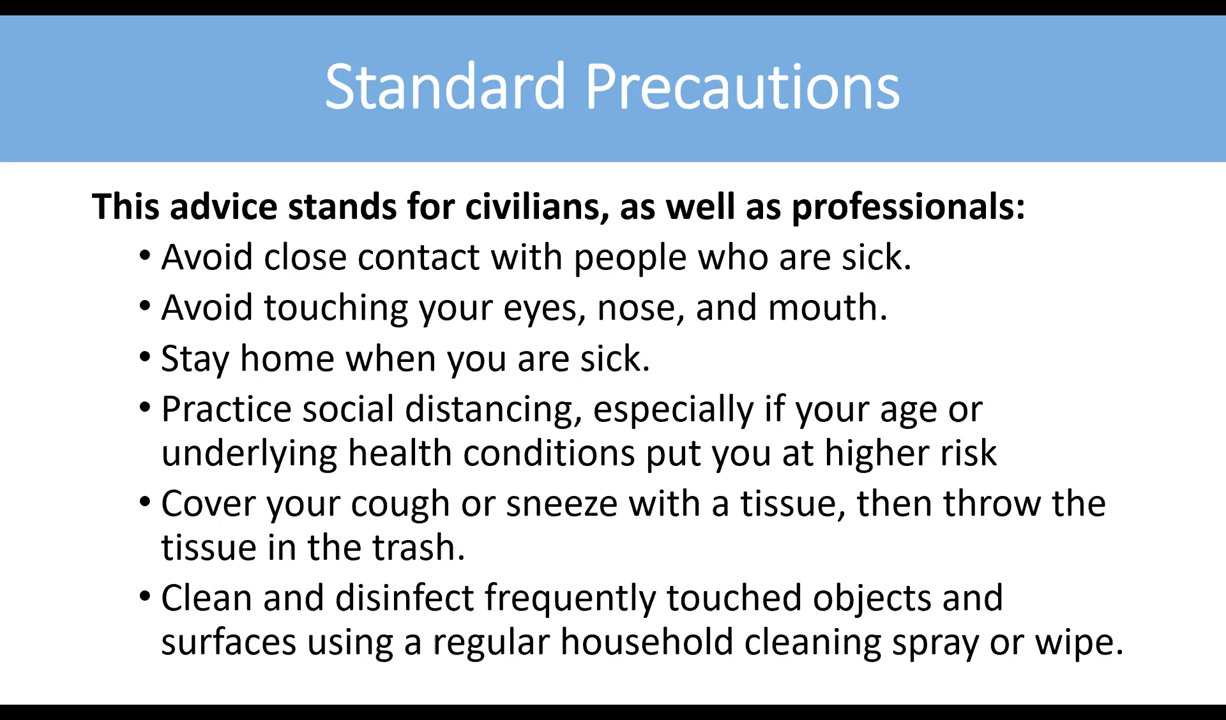 Standard Precautions
This advice stands for civilians, as well as professionals:
• Avoid close contact with people who are sick.
• Avoid touching your eyes, nose, and mouth.
• Stay home when you are sick.
• Practice social distancing, especially if your age or
underlying health conditions put you at higher risk
• Cover your cough or sneeze with a tissue, then throw the
tissue in the trash.
• Clean and disinfect frequently touched objects and
surfaces using a regular household cleaning spray or wipe.